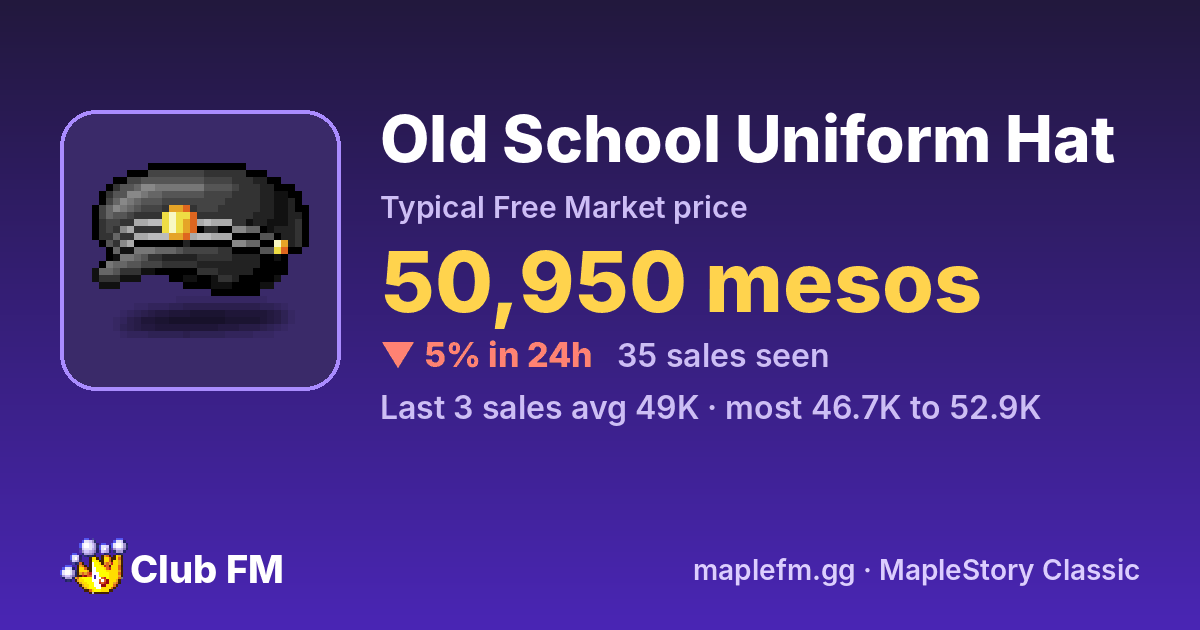 Old School Uniform Hat
Typical Free Market price
50,950 mesos
▼ 5% in 24h 35 sales seen
Last 3 sales avg 49K · most 46.7K to 52.9K
Club FM
maplefm.gg · MapleStory Classic